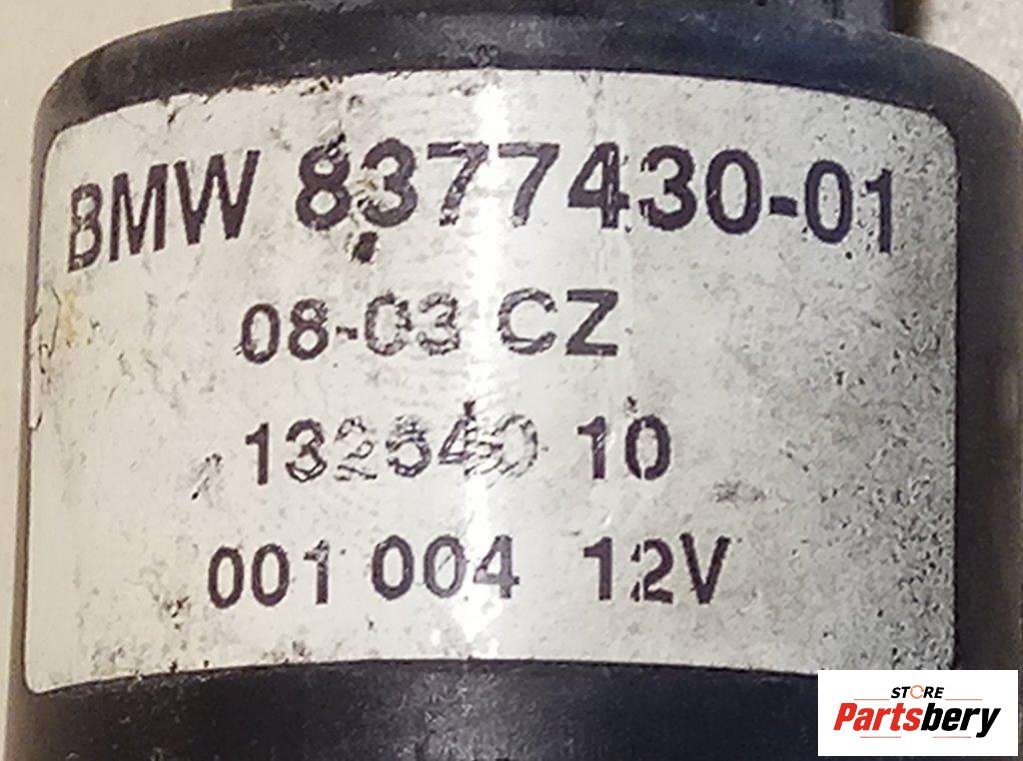 BMW 8377430-01
08-03 CZ
10
001 004 12V
STORE
Partsbery